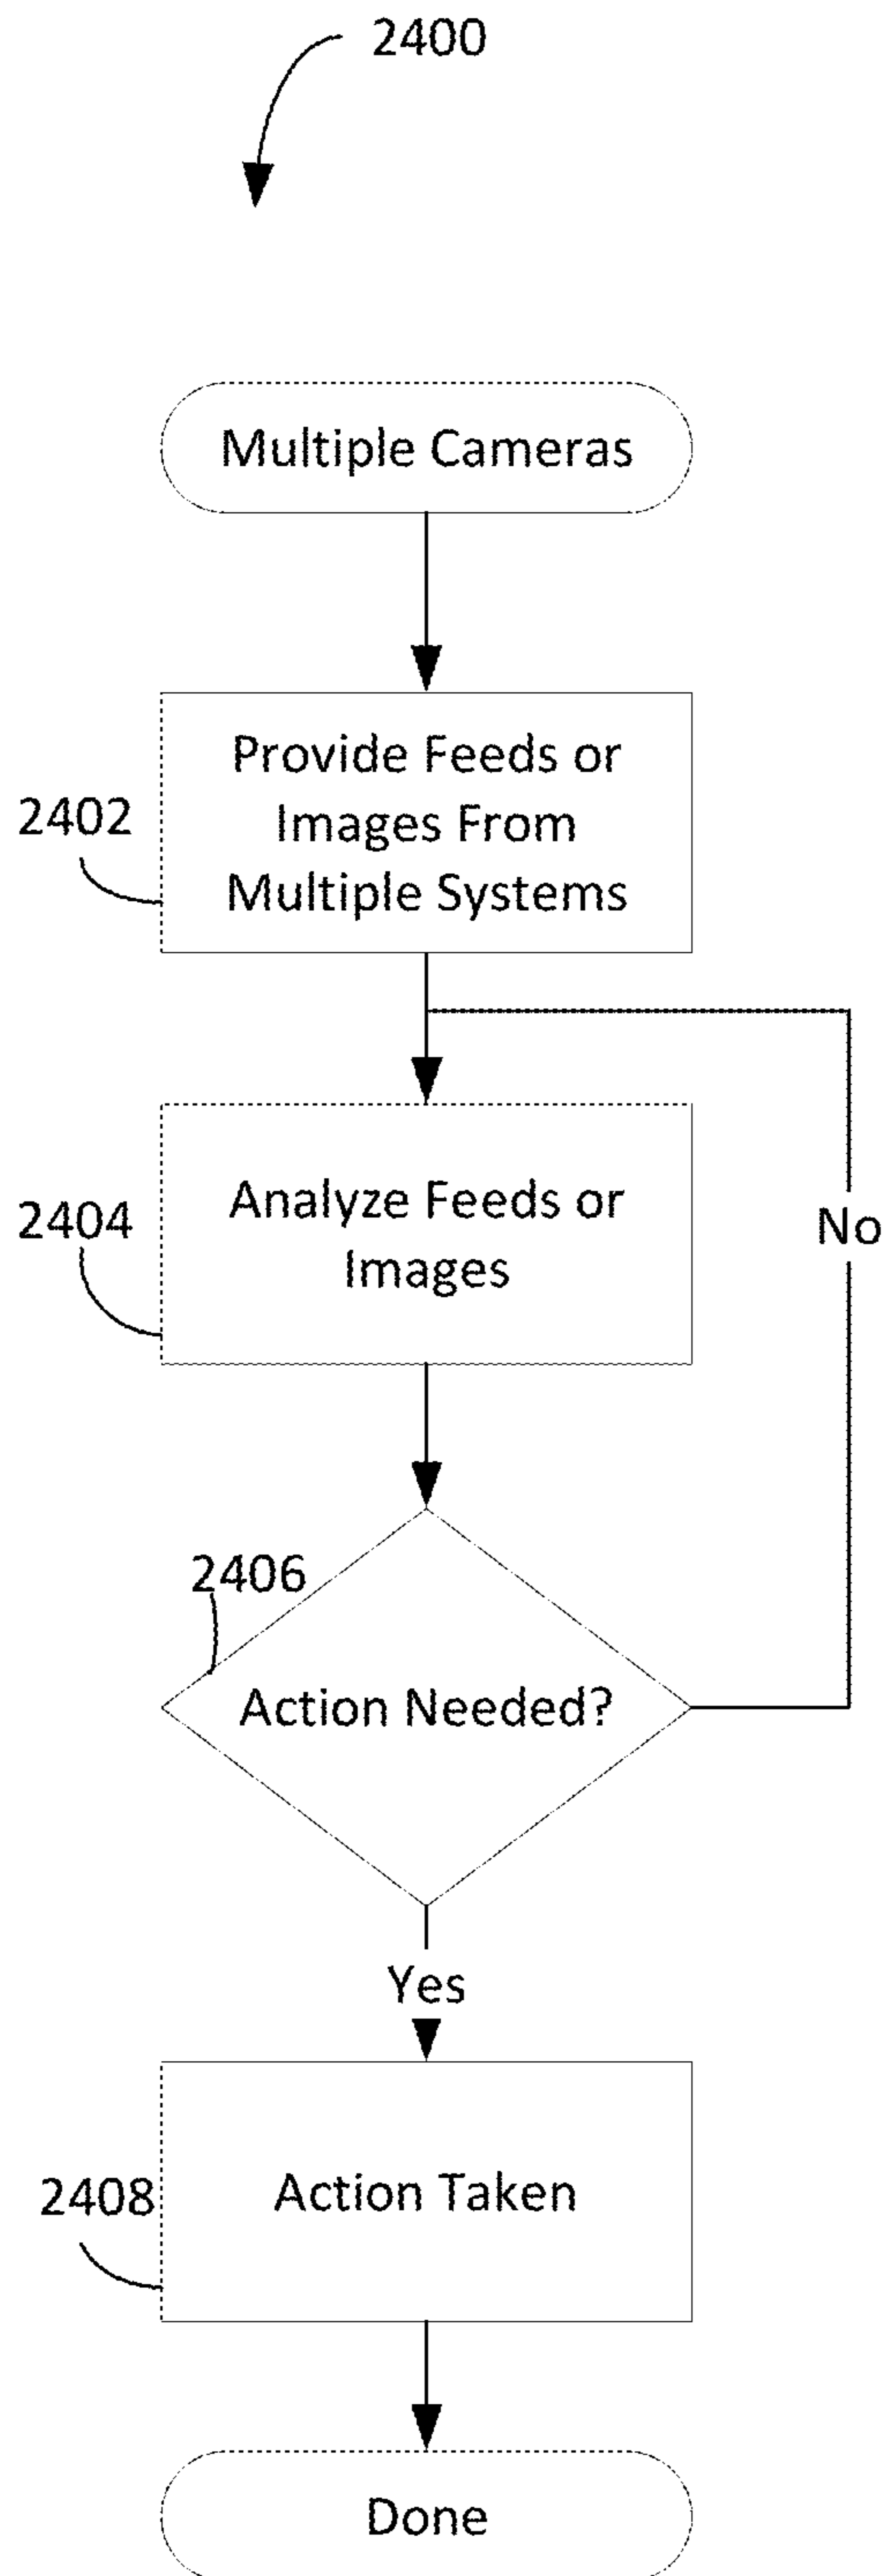 2400
Multiple Cameras
Provide Feeds or
Images From
Multiple Systems
2402
Analyze Feeds or
Images
2404
No
2406
Action Needed?
Yes
Action Taken
2408
Done